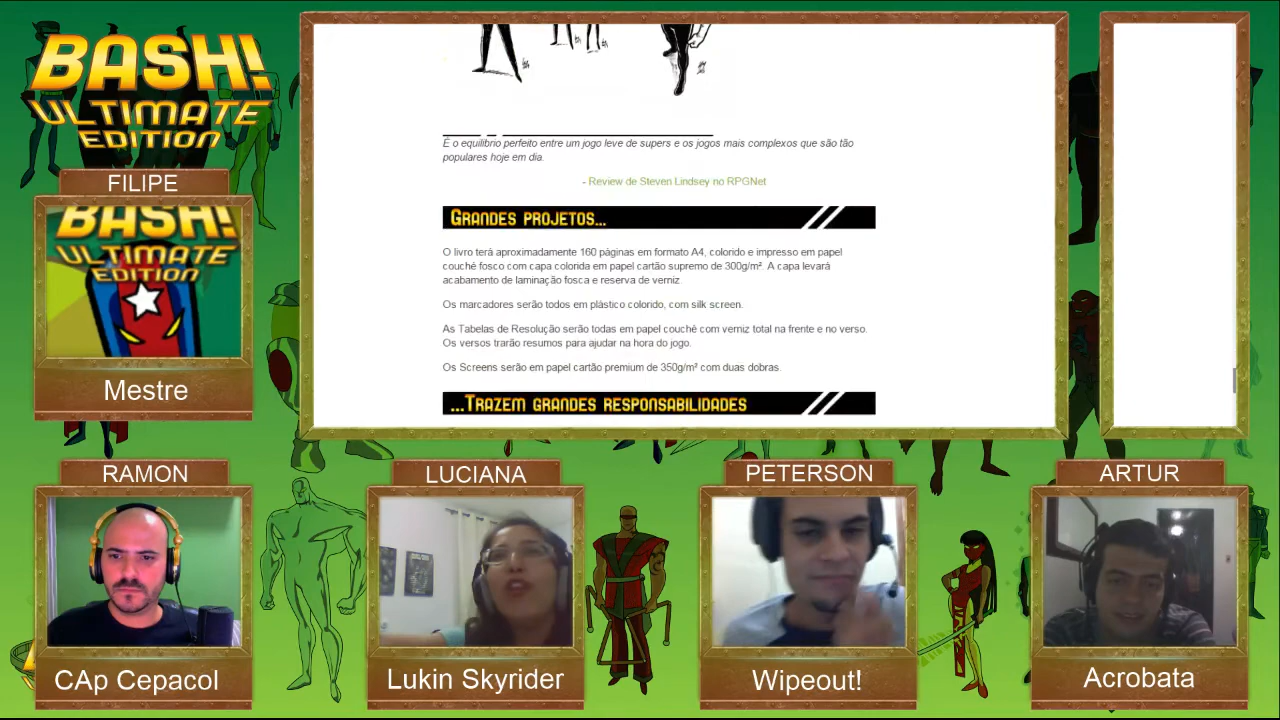 BASH!
ULTIMATE
EDITION
FILIPE
BASH!
ULTIMATE
EDITION
Mestre
É o equilíbrio perfeito entre um jogo leve de supers e os jogos mais complexos que são tão
populares hoje em dia.
- Review de Steven Lindsey no RPGNet
GRANDES PROJETOS...
O livro terá aproximadamente 160 páginas em formato A4, colorido e impresso em papel
couché fosco com capa colorida em papel cartão supremo de 300g/m². A capa levará
acabamento de laminação fosca e reserva de verniz.
Os marcadores serão todos em plástico colorido, com silk screen.
As Tabelas de Resolução serão todas em papel couchê com verniz total na frente e no verso.
Os versos trarão resumos para ajudar na hora do jogo.
Os Screens serão em papel cartão premium de 350g/m² com duas dobras.
...TRAZEM GRANDES RESPONSABILIDADES
RAMON
CAp Cepacol
LUCIANA
Lukin Skyrider
PETERSON
Wipeout!
ARTUR
Acrobata